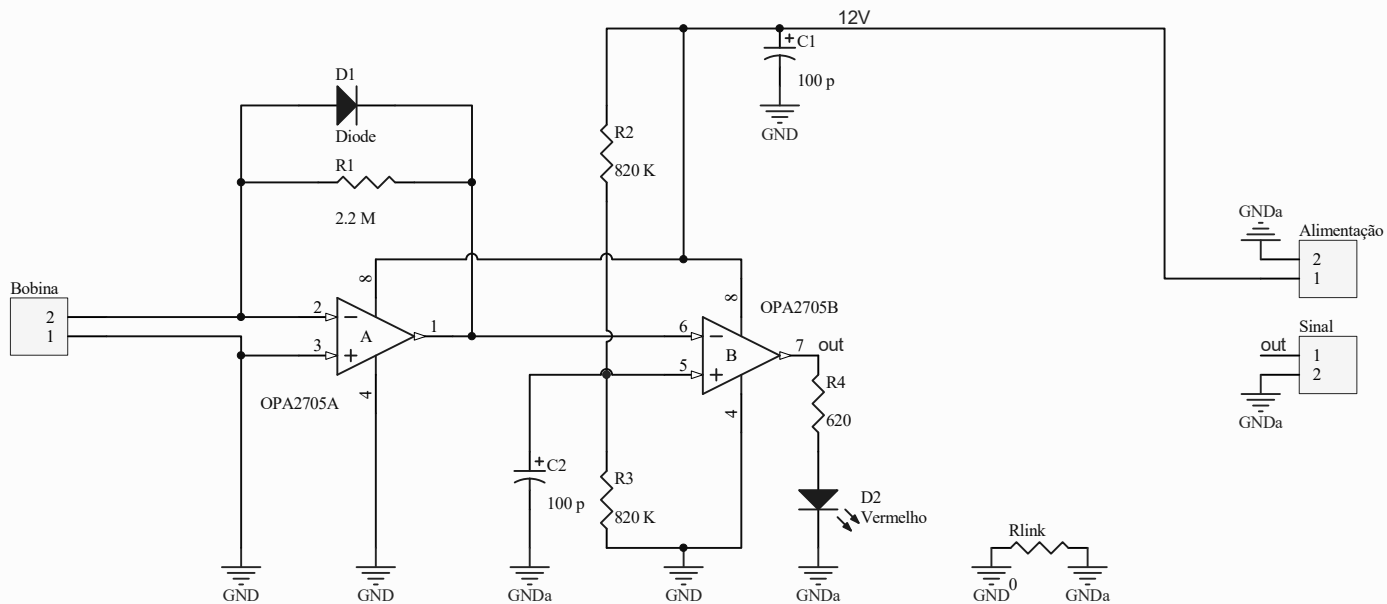 12V
C1
100 p
GND
D1
Diode
R1
2.2 M
R2
820 K
GNDa
Alimentação
2
1
Bobina
2
1
8
2
3
A
1
4
OPA2705A
8
OPA2705B
6
5
B
7
out
4
R4
620
Sinal
out
1
2
GNDa
C2
100 p
R3
820 K
D2
Vermelho
Rlink
0
GND
GND
GNDa
GND
GNDa
GND
GNDa